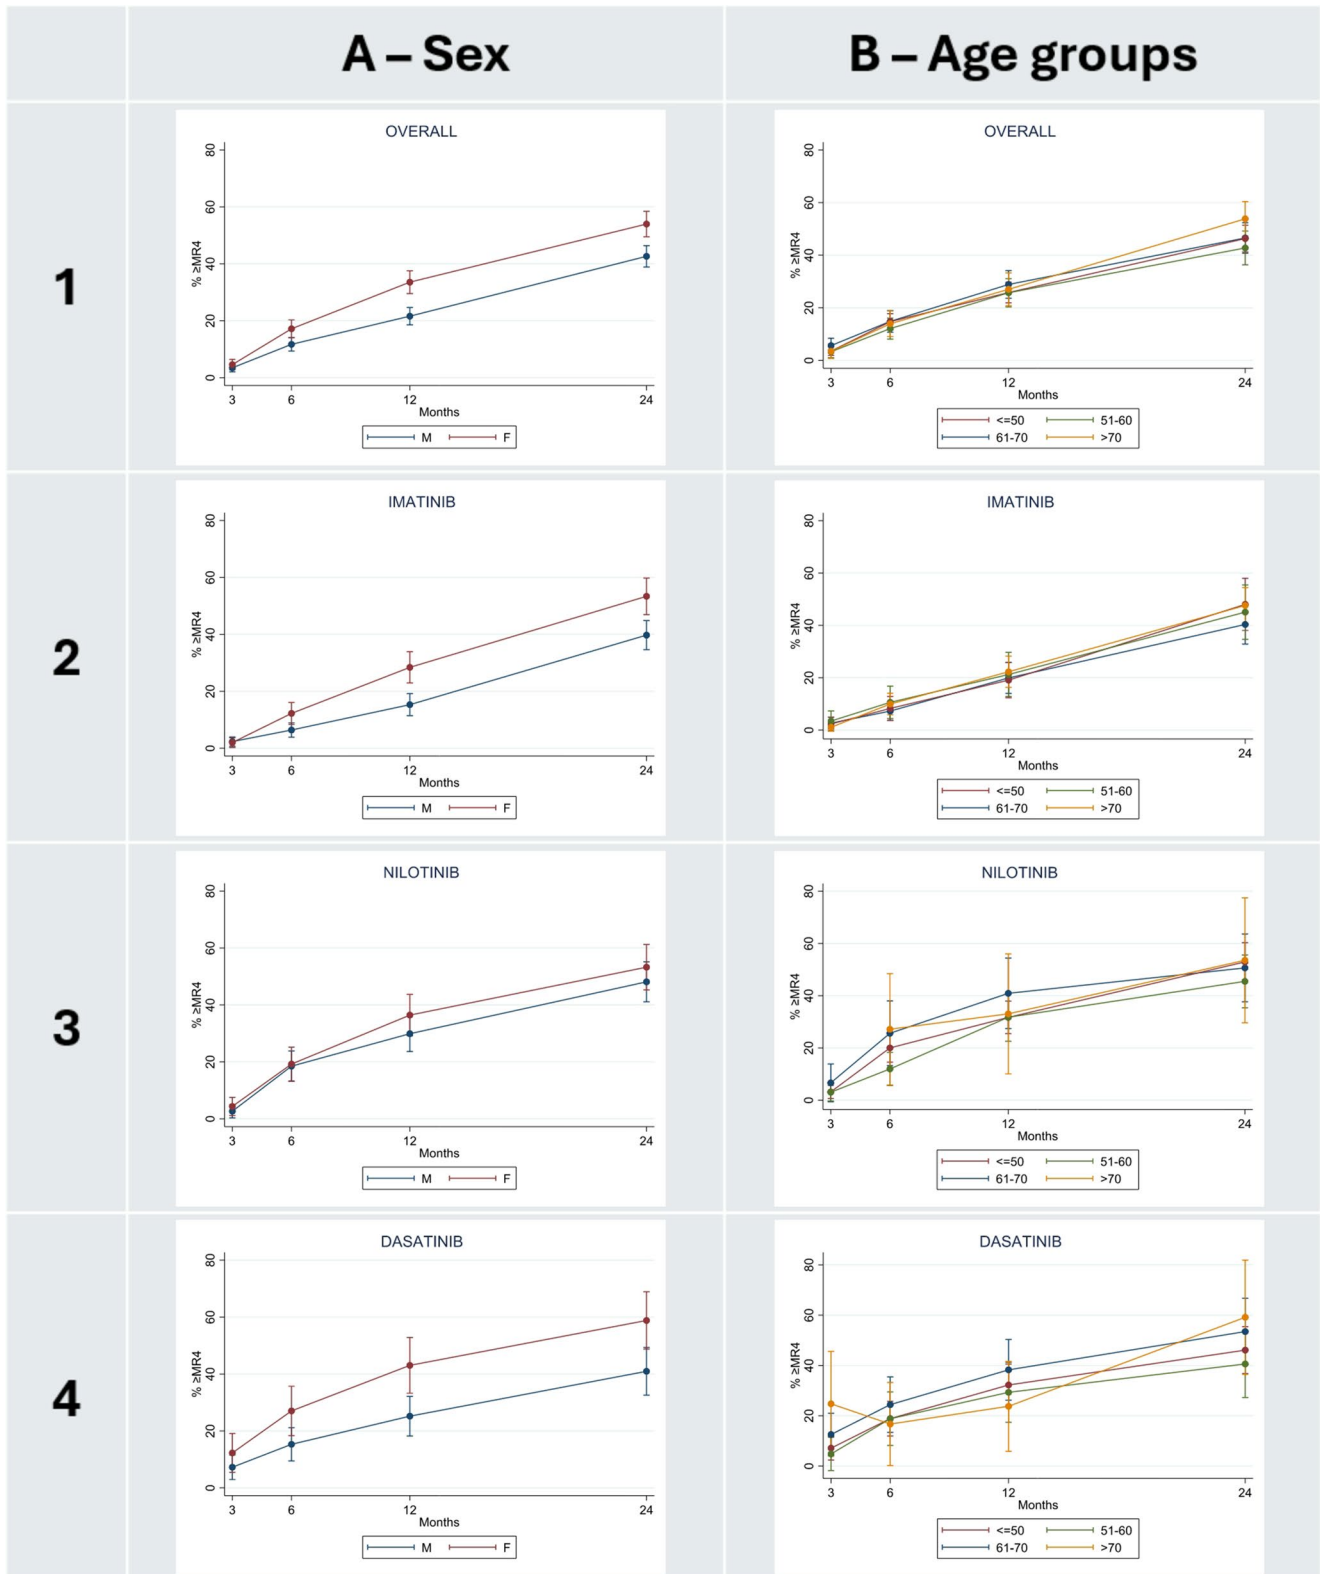 A – Sex
B – Age groups
1
OVERALL
% ≥MR4
80
60
40
20
0
3 6 12 24
Months
M F
OVERALL
% ≥MR4
80
60
40
20
0
3 6 12 24
Months
<=50 51-60
61-70 >70
2
IMATINIB
% ≥MR4
80
60
40
20
0
3 6 12 24
Months
M F
IMATINIB
% ≥MR4
80
60
40
20
0
3 6 12 24
Months
<=50 51-60
61-70 >70
3
NILOTINIB
% ≥MR4
80
60
40
20
0
3 6 12 24
Months
M F
NILOTINIB
% ≥MR4
80
60
40
20
0
3 6 12 24
Months
<=50 51-60
61-70 >70
4
DASATINIB
% ≥MR4
80
60
40
20
0
3 6 12 24
Months
M F
DASATINIB
% ≥MR4
80
60
40
20
0
3 6 12 24
Months
<=50 51-60
61-70 >70